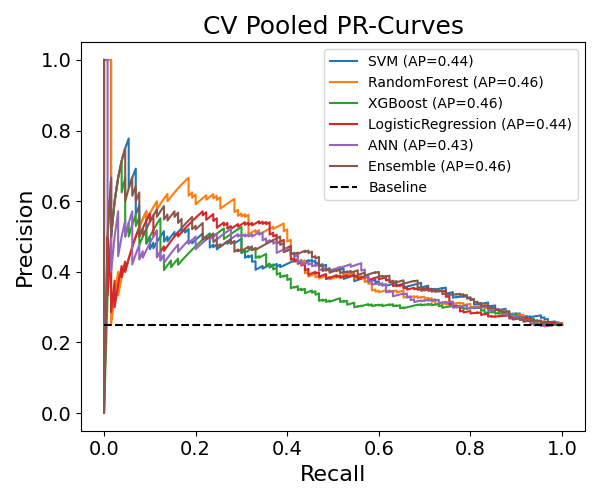 CV Pooled PR-Curves
SVM (AP=0.44)
RandomForest (AP=0.46)
XGBoost (AP=0.46)
LogisticRegression (AP=0.44)
ANN (AP=0.43)
Ensemble (AP=0.46)
Baseline
Precision
1.0
0.8
0.6
0.4
0.2
0.0
0.0 0.2 0.4 0.6 0.8 1.0
Recall